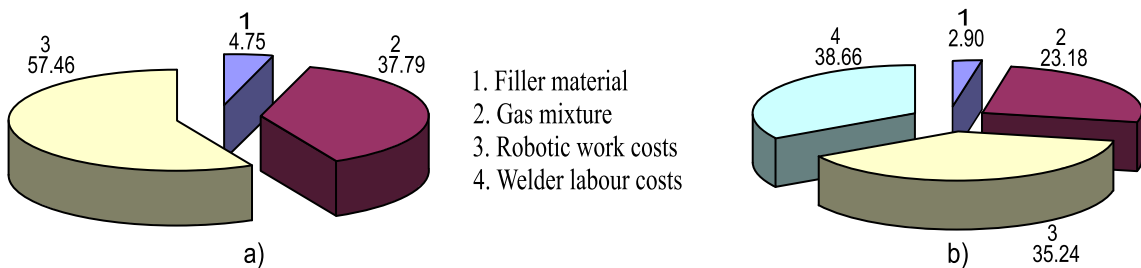 1
4.75
2
37.79
3
57.46
a)
1. Filler material
2. Gas mixture
3. Robotic work costs
4. Welder labour costs
1
2.90
2
23.18
4
38.66
3
35.24
b)